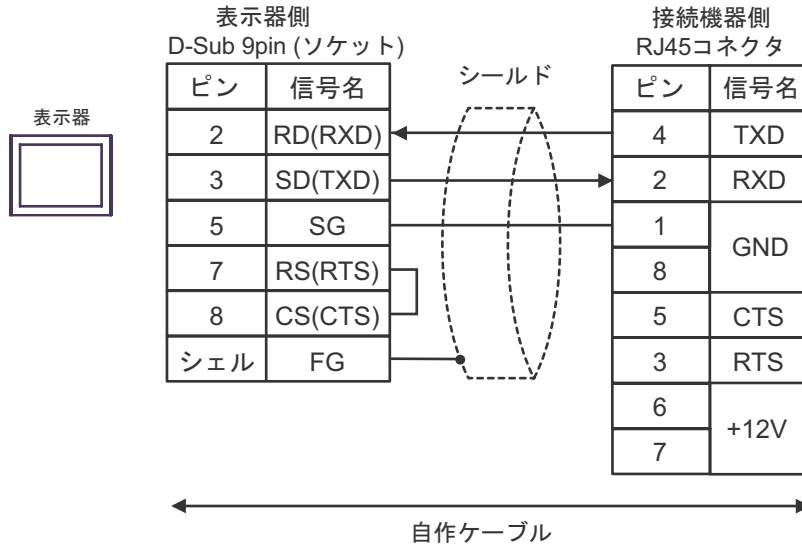 表示器側
D-Sub 9pin (ソケット)
接続機器側
RJ45コネクタ
表示器
シールド
ピン 信号名
2 RD(RXD)
3 SD(TXD)
5 SG
7 RS(RTS)
8 CS(CTS)
シェル FG
ピン 信号名
4 TXD
2 RXD
1 GND
8
5 CTS
3 RTS
6 +12V
7
自作ケーブル